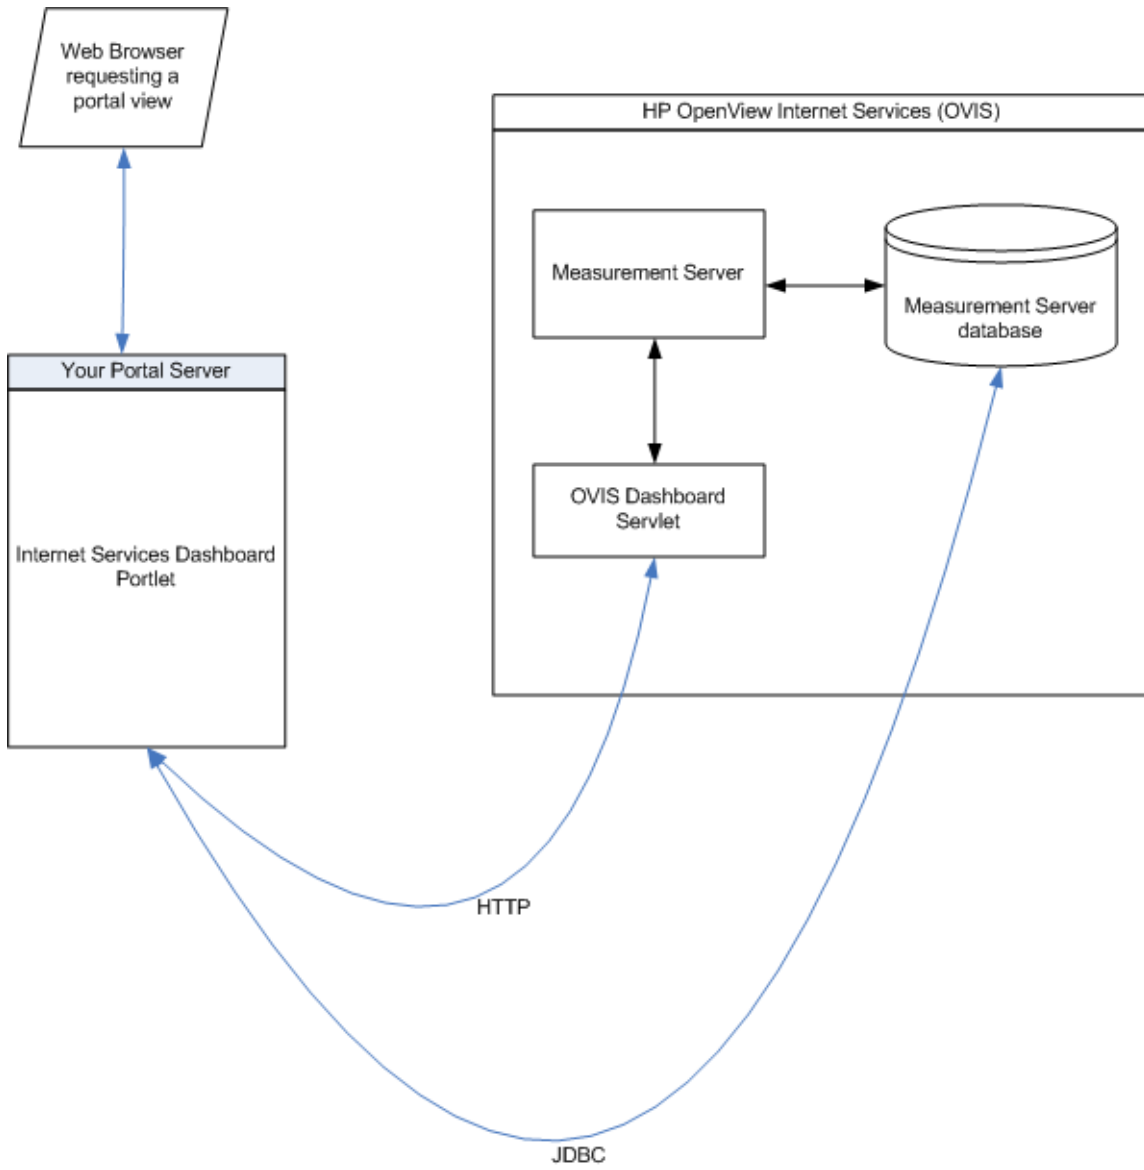 Web Browser
requesting a
portal view
HP OpenView Internet Services (OVIS)
Measurement Server
Measurement Server
database
Your Portal Server
OVIS Dashboard
Servlet
Internet Services Dashboard
Portlet
HTTP
JDBC